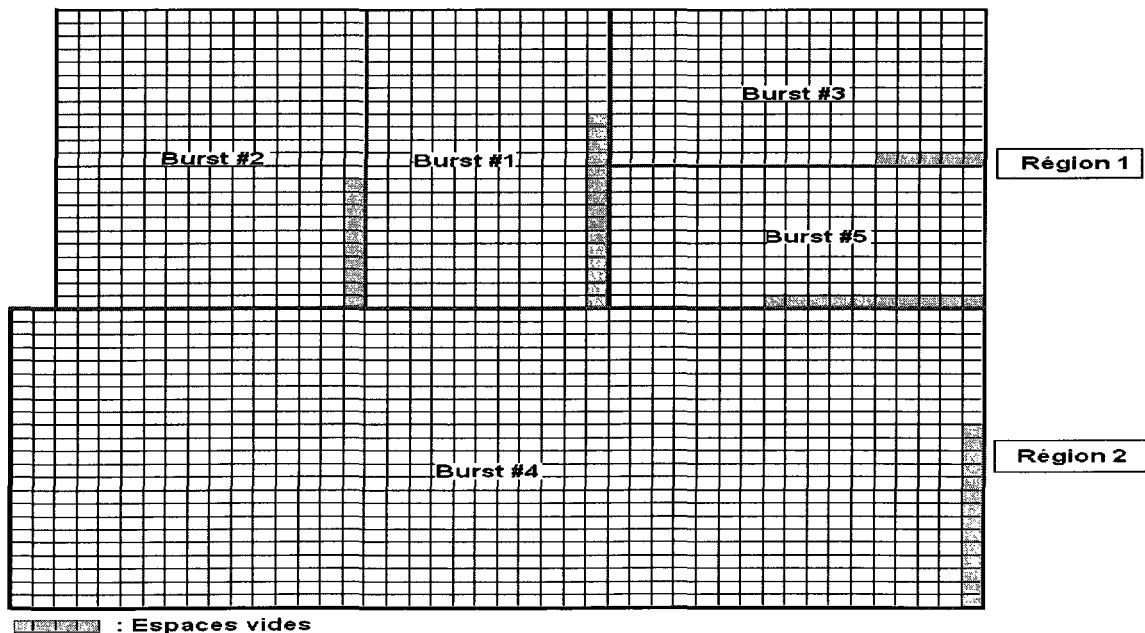 Burst #3
Burst #2
Burst #1
Région 1
Burst #5
Burst #4
Région 2
: Espaces vides